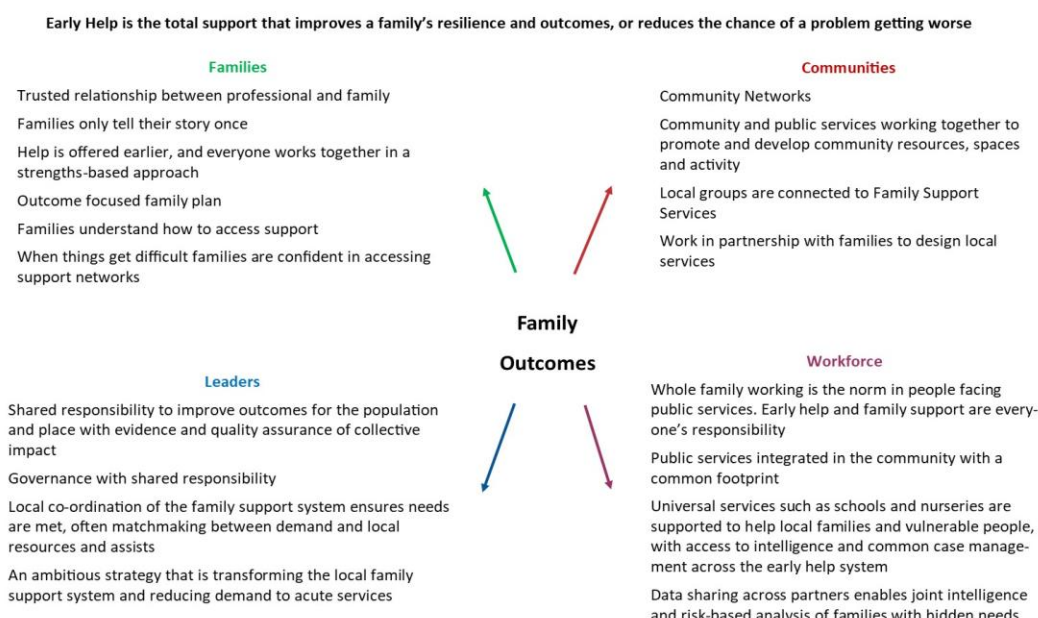 Early Help is the total support that improves a family's resilience and outcomes, or reduces the chance of a problem getting worse
Families
Trusted relationship between professional and family
Families only tell their story once
Help is offered earlier, and everyone works together in a
strengths-based approach
Outcome focused family plan
Families understand how to access support
When things get difficult families are confident in accessing
support networks
Communities
Community Networks
Community and public services working together to
promote and develop community resources, spaces
and activity
Local groups are connected to Family Support
Services
Work in partnership with families to design local
services
Family
Outcomes
Leaders
Shared responsibility to improve outcomes for the population
and place with evidence and quality assurance of collective
impact
Governance with shared responsibility
Local co-ordination of the family support system ensures needs
are met, often matchmaking between demand and local
resources and assists
An ambitious strategy that is transforming the local family
support system and reducing demand to acute services
Workforce
Whole family working is the norm in people facing
public services. Early help and family support are every-
one's responsibility
Public services integrated in the community with a
common footprint
Universal services such as schools and nurseries are
supported to help local families and vulnerable people,
with access to intelligence and common case manage-
ment across the early help system
Data sharing across partners enables joint intelligence
and risk-based analysis of families with hidden needs